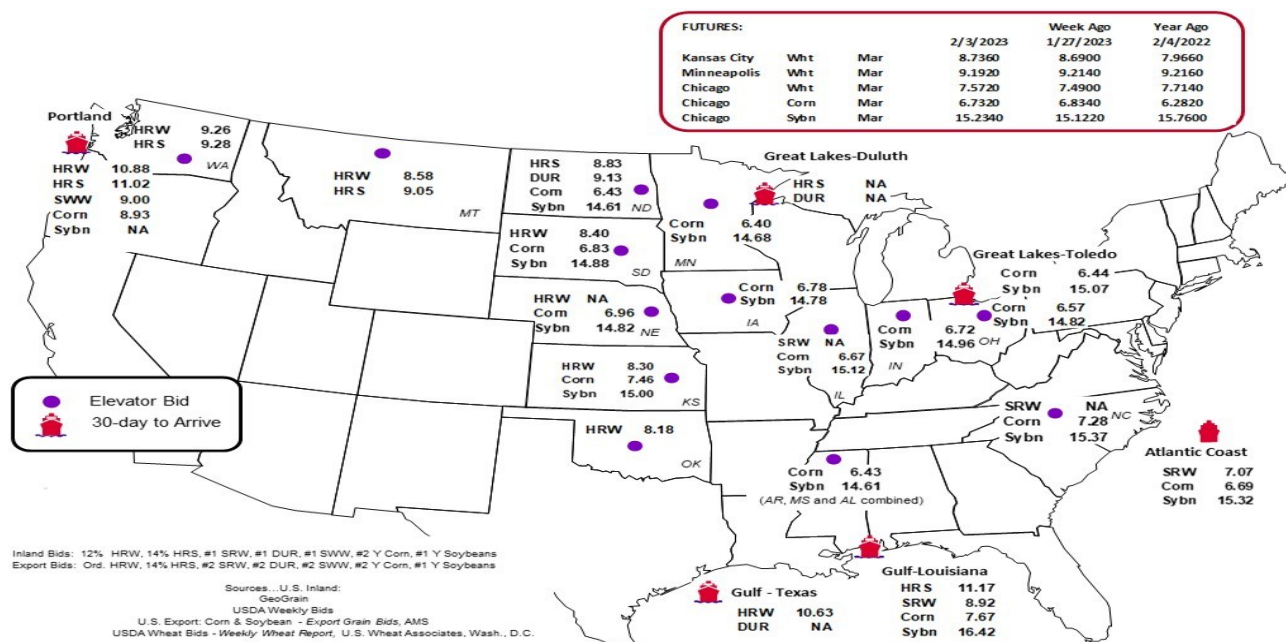 FUTURES:
Week Ago Year Ago
2/3/2023 1/27/2023 2/4/2022
Kansas City Wht Mar 8.7360 8.6900 7.9660
Minneapolis Wht Mar 9.1920 9.2140 9.2160
Chicago Wht Mar 7.5720 7.4900 7.7140
Chicago Corn Mar 6.7320 6.8340 6.2820
Chicago Sybn Mar 15.2340 15.1220 15.7600
Portland
HRW 10.88
HRS 11.02
SWW 9.00
Corn 8.93
Sybn NA
HRW 9.26
HRS 9.28
WA
HRW 8.58
HRS 9.05
MT
HRS 8.83
DUR 9.13
Corn 6.43
Sybn 14.61
ND
Great Lakes-Duluth
HRS NA
DUR NA
Corn 6.40
Sybn 14.68
MN
HRW 8.40
Corn 6.83
Sybn 14.88
SD
Great Lakes-Toledo
Corn 6.44
Sybn 15.07
Corn 6.57
Sybn 14.82
OH
HRW NA
Corn 6.96
Sybn 14.82
NE
Corn 6.78
Sybn 14.78
IA
SRW NA
Corn 6.67
Sybn 15.12
IL
Corn 6.72
Sybn 14.96
IN
HRW 8.30
Corn 7.46
Sybn 15.00
KS
HRW 8.18
OK
SRW NA
Corn 7.28
Sybn 15.37
NC
Corn 6.43
Sybn 14.61
(AR, MS and AL combined)
Atlantic Coast
SRW 7.07
Corn 6.69
Sybn 15.32
Elevator Bid
30-day to Arrive
Gulf - Texas
HRW 10.63
DUR NA
Gulf-Louisiana
HRS 11.17
SRW 8.92
Corn 7.67
Sybn 16.42
Inland Bids: 12% HRW, 14% HRS, #1 SRW, #1 DUR, #1 SWW, #2 Y Corn, #1 Y Soybeans
Export Bids: Ord. HRW, 14% HRS, #2 SRW, #2 DUR, #2 SWW, #2 Y Corn, #1 Y Soybeans
Sources...U.S. Inland:
GeoGrain
USDA Weekly Bids
U.S. Export: Corn & Soybean - Export Grain Bids, AMS
USDA Wheat Bids - Weekly Wheat Report, U.S. Wheat Associates, Wash., D.C.